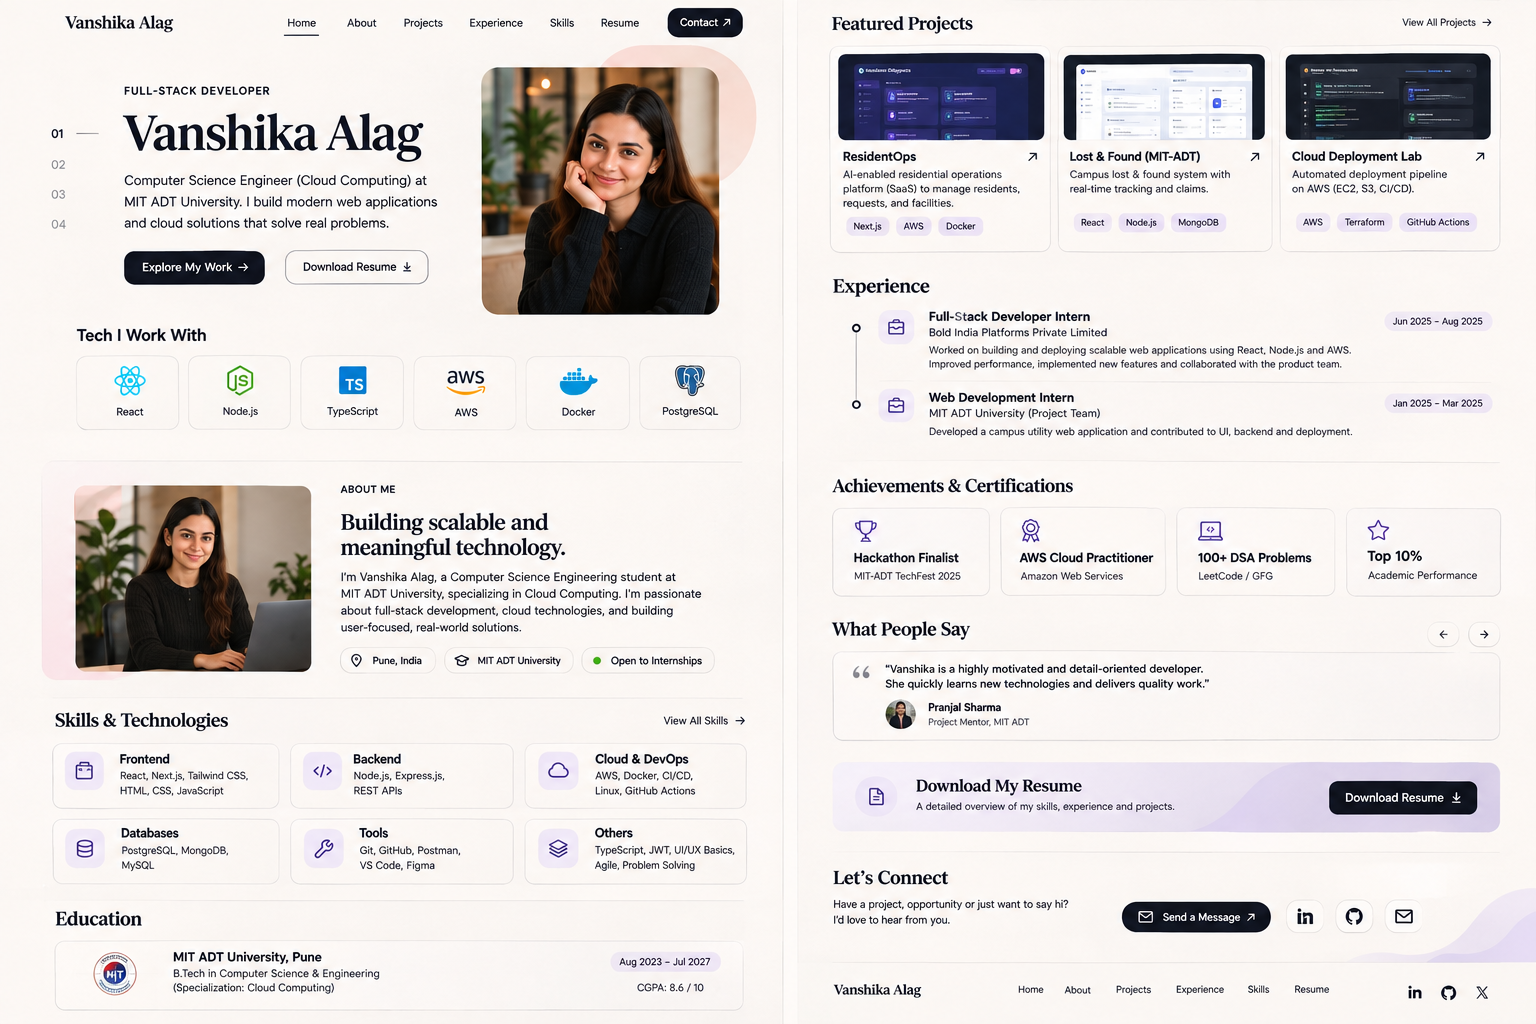 Vanshika Alag
Home
About
Projects
Experience
Skills
Resume
Contact ↗
FULL-STACK DEVELOPER
01
02
03
04
Vanshika Alag
Computer Science Engineer (Cloud Computing) at
MIT ADT University. I build modern web applications
and cloud solutions that solve real problems.
Explore My Work →
Download Resume ↓
Tech I Work With
React
JS
Node.js
TS
TypeScript
aws
AWS
Docker
PostgreSQL
ABOUT ME
Building scalable and
meaningful technology.
I'm Vanshika Alag, a Computer Science Engineering student at
MIT ADT University, specializing in Cloud Computing. I'm passionate
about full-stack development, cloud technologies, and building
user-focused, real-world solutions.
Pune, India
MIT ADT University
Open to Internships
Skills & Technologies
View All Skills →
Frontend
React, Next.js, Tailwind CSS,
HTML, CSS, JavaScript
Backend
Node.js, Express.js,
REST APIs
Cloud & DevOps
AWS, Docker, CI/CD,
Linux, GitHub Actions
Databases
PostgreSQL, MongoDB,
MySQL
Tools
Git, GitHub, Postman,
VS Code, Figma
Others
TypeScript, JWT, UI/UX Basics,
Agile, Problem Solving
Education
MIT
MIT ADT University, Pune
B.Tech in Computer Science & Engineering
(Specialization: Cloud Computing)
Aug 2023 – Jul 2027
CGPA: 8.6 / 10
Featured Projects
View All Projects →
ResidentOps ↗
AI-enabled residential operations
platform (SaaS) to manage residents,
requests, and facilities.
Next.js
AWS
Docker
Lost & Found (MIT-ADT) ↗
Campus lost & found system with
real-time tracking and claims.
React
Node.js
MongoDB
Cloud Deployment Lab ↗
Automated deployment pipeline
on AWS (EC2, S3, CI/CD).
AWS
Terraform
GitHub Actions
Experience
Full-Stack Developer Intern
Bold India Platforms Private Limited
Jun 2025 – Aug 2025
Worked on building and deploying scalable web applications using React, Node.js and AWS.
Improved performance, implemented new features and collaborated with the product team.
Web Development Intern
MIT ADT University (Project Team)
Jan 2025 – Mar 2025
Developed a campus utility web application and contributed to UI, backend and deployment.
Achievements & Certifications
Hackathon Finalist
MIT-ADT TechFest 2025
AWS Cloud Practitioner
Amazon Web Services
100+ DSA Problems
LeetCode / GFG
Top 10%
Academic Performance
What People Say
← →
“Vanshika is a highly motivated and detail-oriented developer.
She quickly learns new technologies and delivers quality work.”
Pranjal Sharma
Project Mentor, MIT ADT
Download My Resume
A detailed overview of my skills, experience and projects.
Download Resume ↓
Let's Connect
Have a project, opportunity or just want to say hi?
I'd love to hear from you.
Send a Message ↗
in
Vanshika Alag
Home
About
Projects
Experience
Skills
Resume
in
X